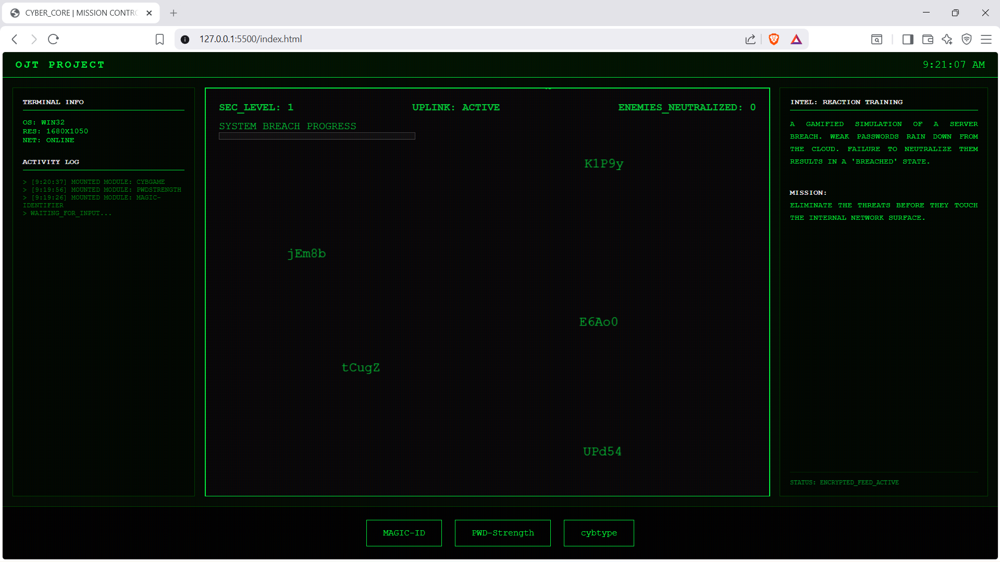 CYBER_CORE | MISSION CONTRO
127.0.0.1:5500/index.html
OJT PROJECT
9:21:07 AM
TERMINAL INFO
OS: WIN32
RES: 1680X1050
NET: ONLINE
ACTIVITY LOG
> [9:20:37] MOUNTED MODULE: CYBGAME
> [9:19:56] MOUNTED MODULE: PWDSTRENGTH
> [9:19:26] MOUNTED MODULE: MAGIC-
IDENTIFIER
> WAITING_FOR_INPUT...
SEC_LEVEL: 1
UPLINK: ACTIVE
ENEMIES_NEUTRALIZED: 0
SYSTEM BREACH PROGRESS
K1P9y
jEm8b
E6Ao0
tCugZ
UPd54
INTEL: REACTION TRAINING
A GAMIFIED SIMULATION OF A SERVER
BREACH. WEAK PASSWORDS RAIN DOWN FROM
THE CLOUD. FAILURE TO NEUTRALIZE THEM
RESULTS IN A 'BREACHED' STATE.
MISSION:
ELIMINATE THE THREATS BEFORE THEY TOUCH
THE INTERNAL NETWORK SURFACE.
STATUS: ENCRYPTED_FEED_ACTIVE
MAGIC-ID
PWD-Strength
cybtype